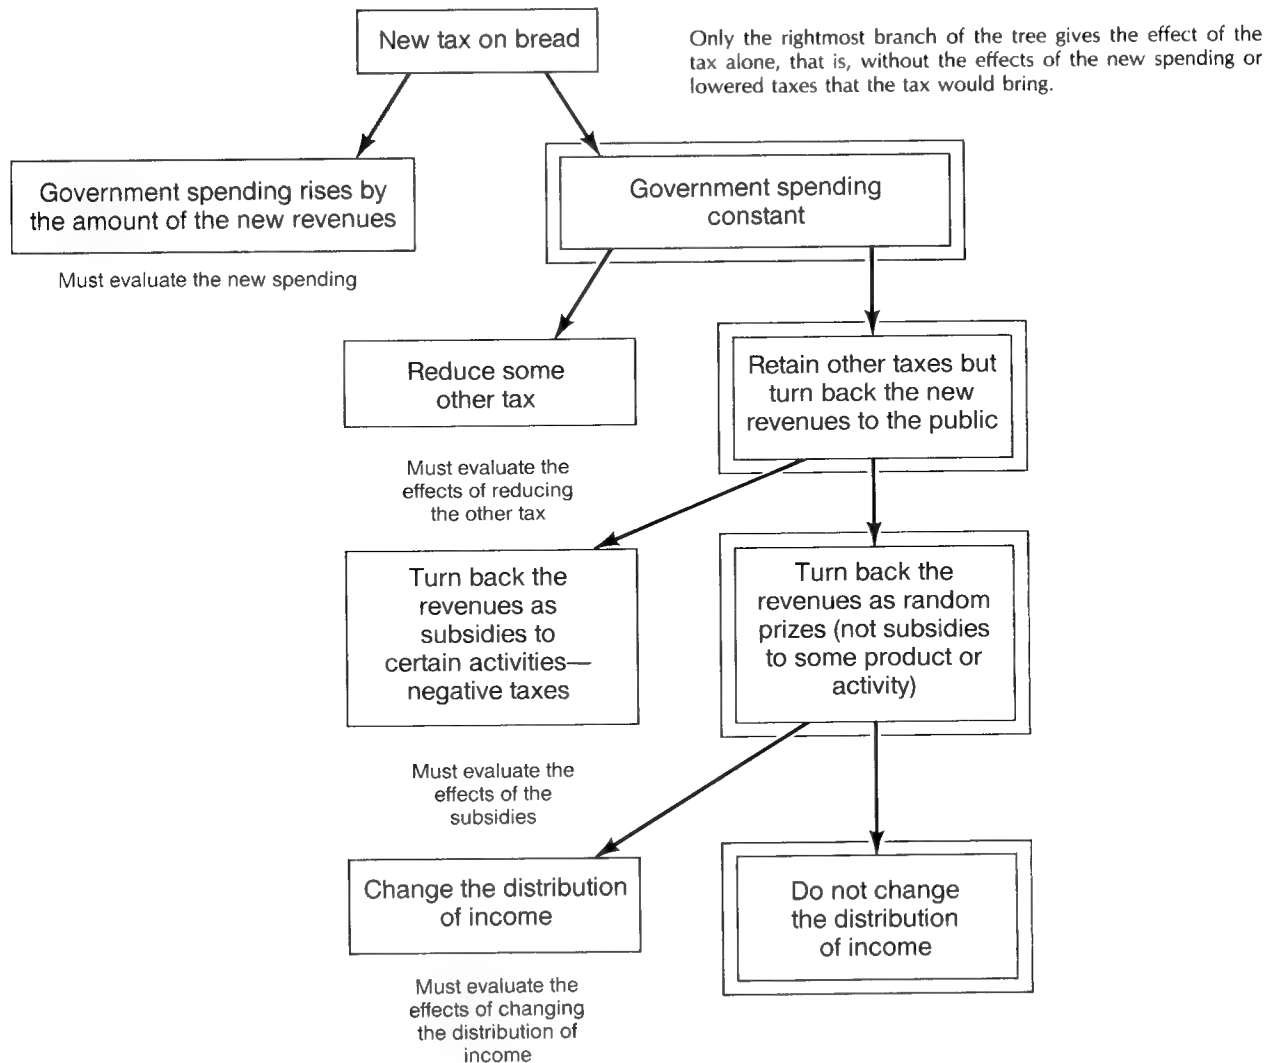 New tax on bread
Only the rightmost branch of the tree gives the effect of the
tax alone, that is, without the effects of the new spending or
lowered taxes that the tax would bring.
Government spending rises by
the amount of the new revenues
Must evaluate the new spending
Government spending
constant
Reduce some
other tax
Must evaluate the
effects of reducing
the other tax
Retain other taxes but
turn back the new
revenues to the public
Turn back the
revenues as
subsidies to
certain activities—
negative taxes
Must evaluate the
effects of the
subsidies
Turn back the
revenues as random
prizes (not subsidies
to some product or
activity)
Change the distribution
of income
Must evaluate the
effects of changing
the distribution of
income
Do not change
the distribution
of income